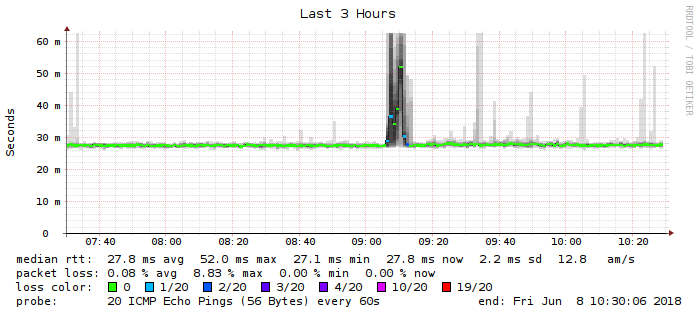 Last 3 Hours
RRDTOOL / TOBI OETIKER
Seconds
60 m
50 m
40 m
30 m
20 m
10 m
0
07:40 08:00 08:20 08:40 09:00 09:20 09:40 10:00 10:20
median rtt: 27.8 ms avg 52.0 ms max 27.1 ms min 27.8 ms now 2.2 ms sd 12.8 am/s
packet loss: 0.08 % avg 8.83 % max 0.00 % min 0.00 % now
loss color: 0 1/20 2/20 3/20 4/20 10/20 19/20
probe: 20 ICMP Echo Pings (56 Bytes) every 60s end: Fri Jun 8 10:30:06 2018